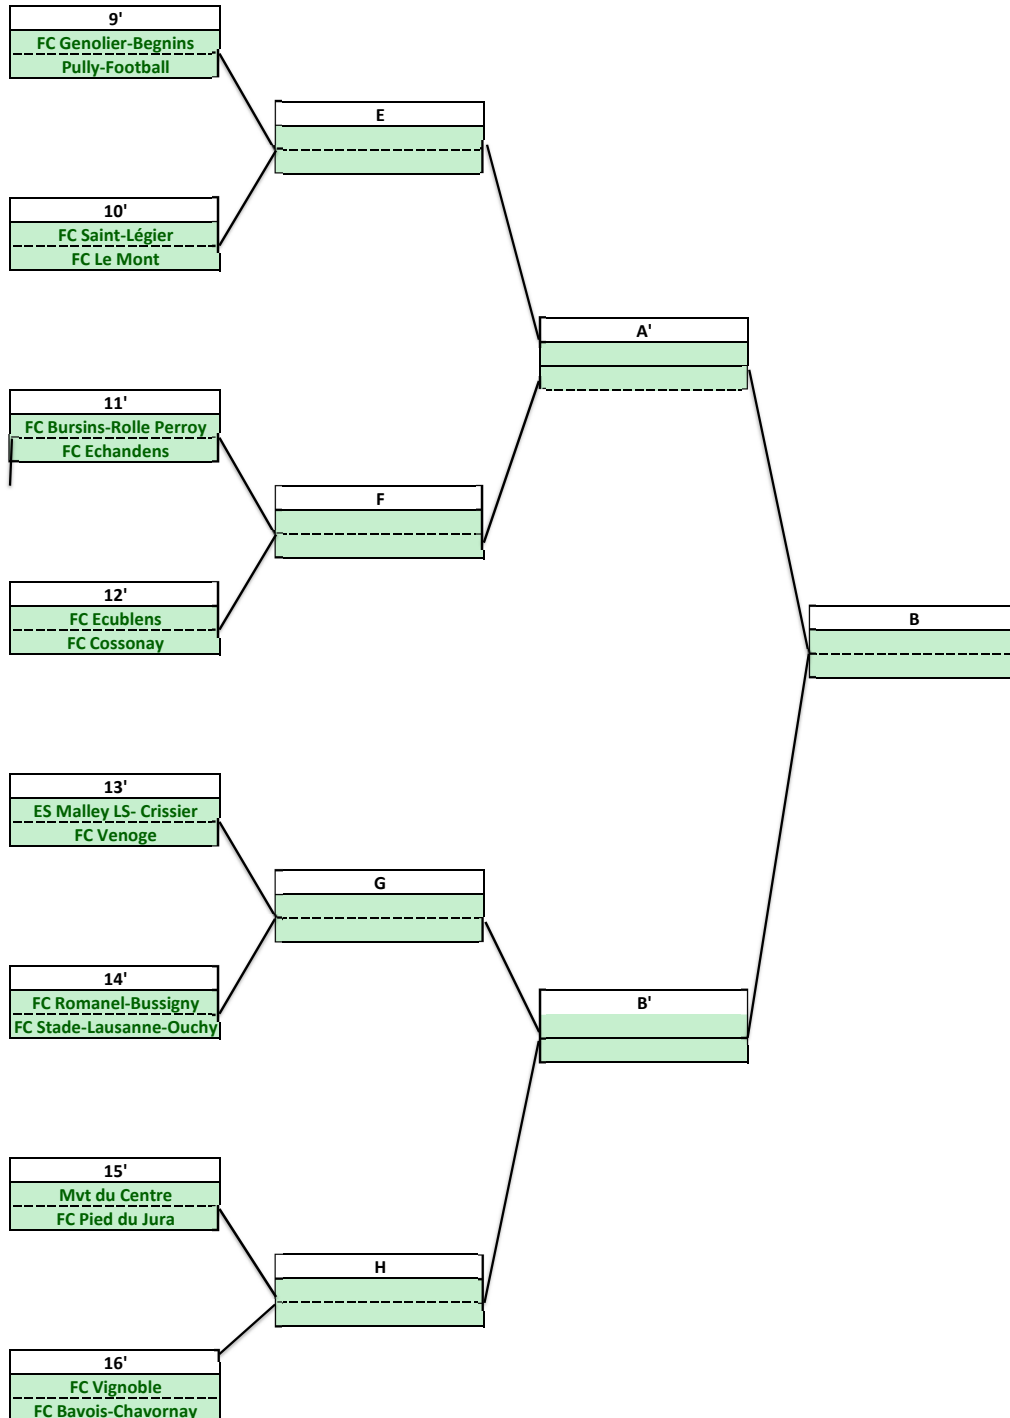 9'
FC Genolier-Begnins
Pully-Football
E
10'
FC Saint-Légier
FC Le Mont
A'
11'
FC Bursins-Rolle Perroy
FC Echandens
F
12'
FC Ecublens
FC Cossonay
B
13'
ES Malley LS- Crissier
FC Venoge
G
14'
FC Romanel-Bussigny
FC Stade-Lausanne-Ouchy
B'
15'
Mvt du Centre
FC Pied du Jura
H
16'
FC Vignoble
FC Bavois-Chavornay